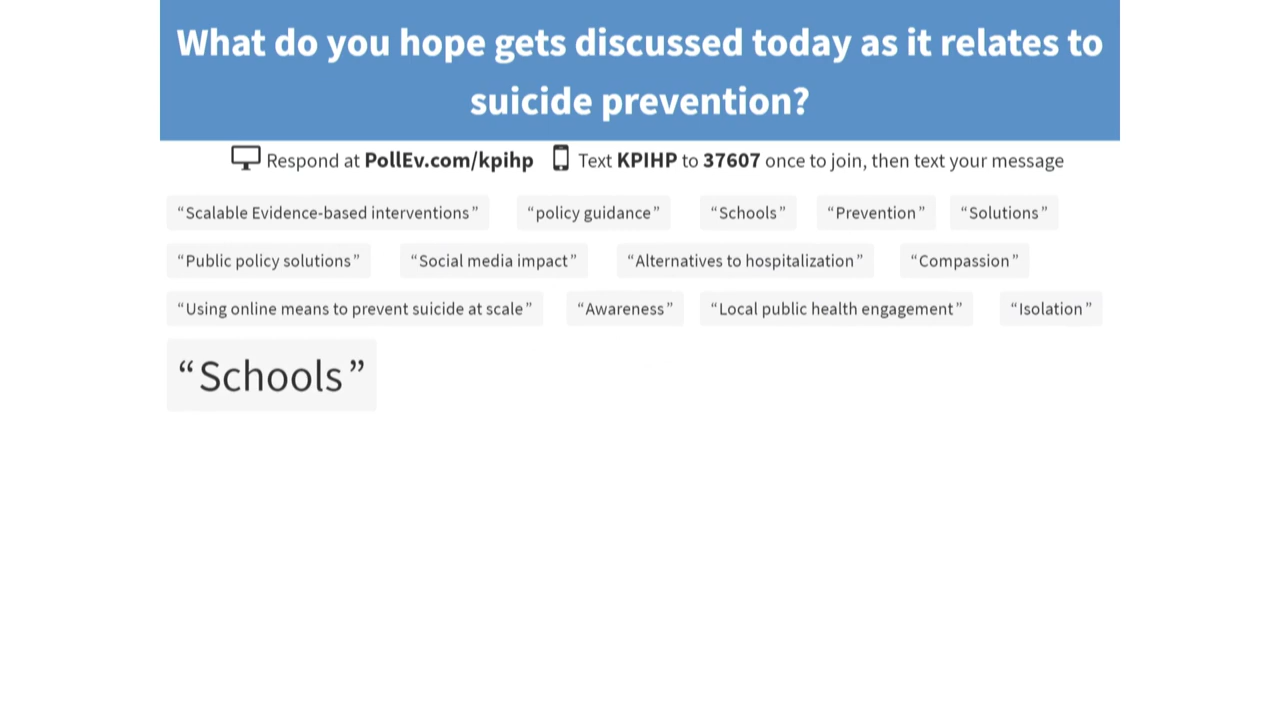 What do you hope gets discussed today as it relates to
suicide prevention?
Respond at PollEv.com/kpihp Text KPIHP to 37607 once to join, then text your message
“Scalable Evidence-based interventions” “policy guidance” “Schools” “Prevention” “Solutions”
“Public policy solutions” “Social media impact” “Alternatives to hospitalization” “Compassion”
“Using online means to prevent suicide at scale” “Awareness” “Local public health engagement” “Isolation”
“Schools”